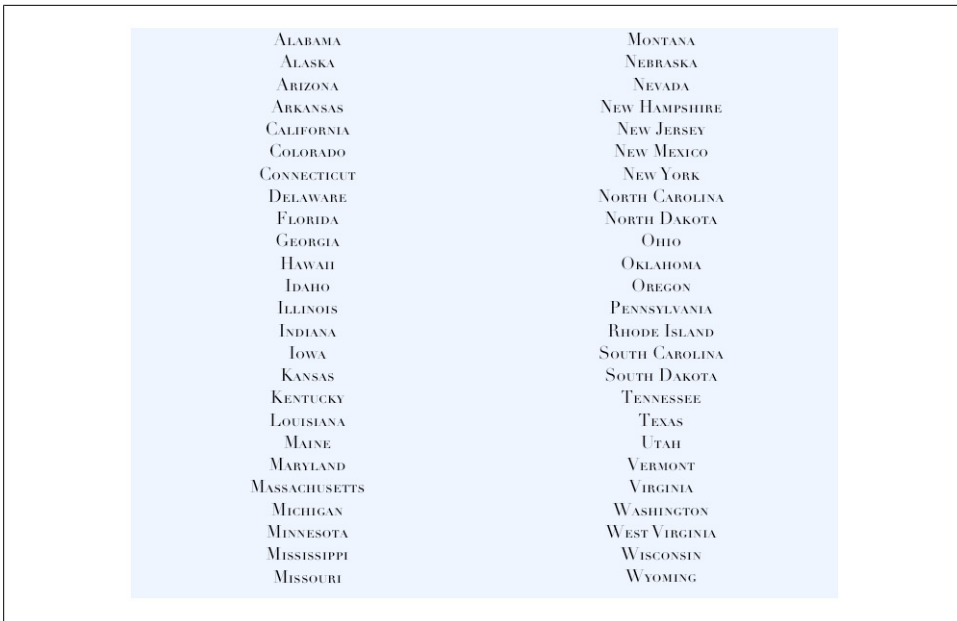 Alabama
Alaska
Arizona
Arkansas
California
Colorado
Connecticut
Delaware
Florida
Georgia
Hawaii
Idaho
Illinois
Indiana
Iowa
Kansas
Kentucky
Louisiana
Maine
Maryland
Massachusetts
Michigan
Minnesota
Mississippi
Missouri
Montana
Nebraska
Nevada
New Hampshire
New Jersey
New Mexico
New York
North Carolina
North Dakota
Ohio
Oklahoma
Oregon
Pennsylvania
Rhode Island
South Carolina
South Dakota
Tennessee
Texas
Utah
Vermont
Virginia
Washington
West Virginia
Wisconsin
Wyoming